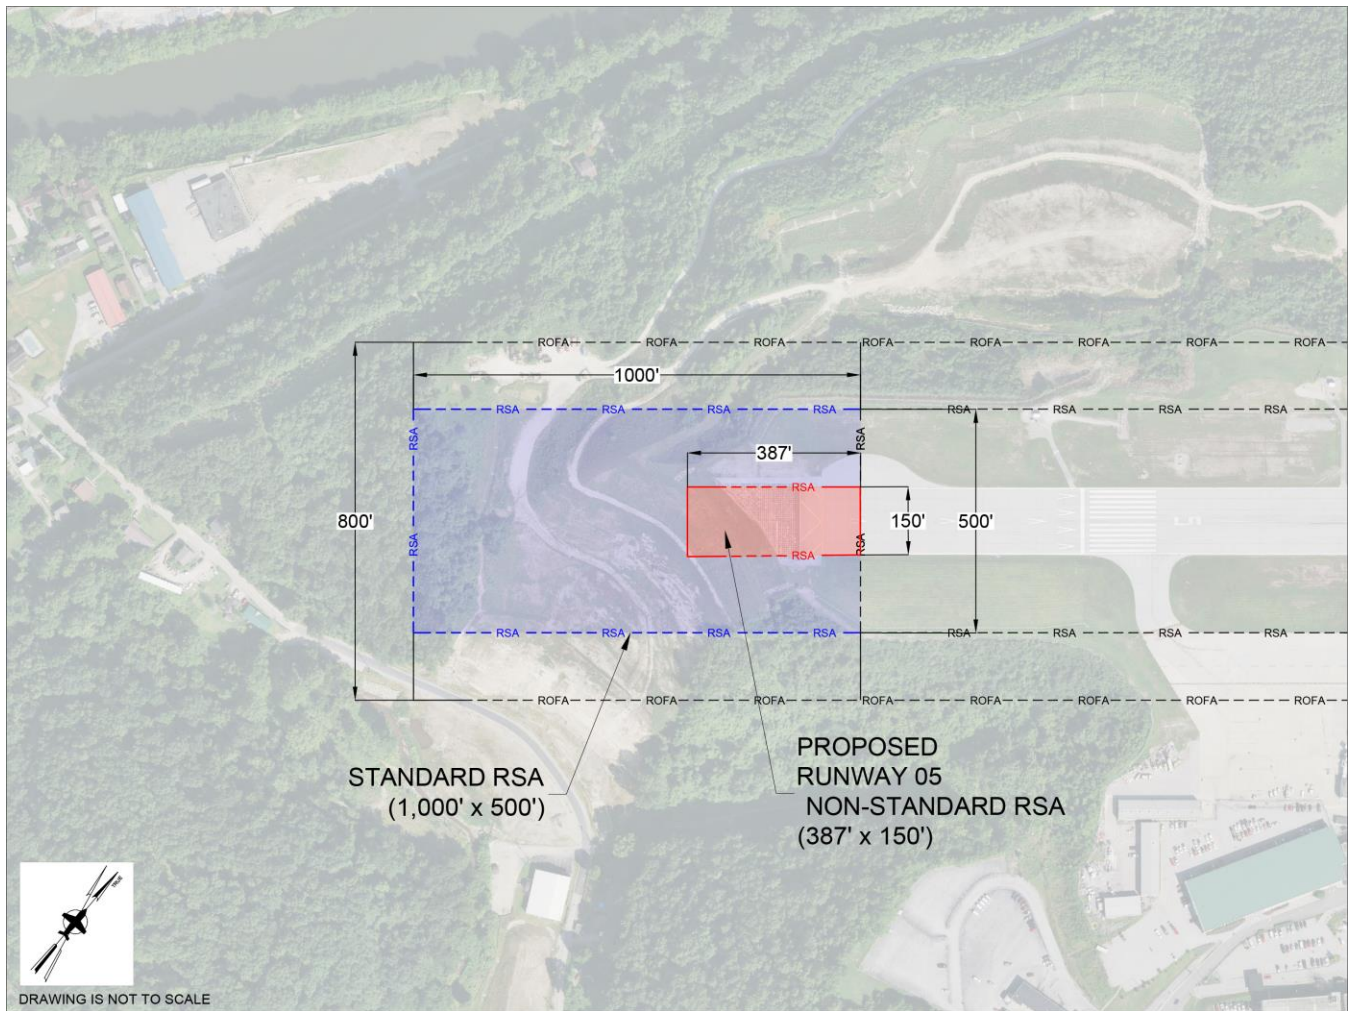 ROFA ROFA ROFA ROFA ROFA ROFA ROFA ROFA
1000'
RSA RSA RSA RSA RSA RSA RSA RSA
RSA RSA
387'
RSA
800' 150' 500'
RSA RSA
RSA
RSA RSA RSA RSA RSA RSA RSA RSA
ROFA ROFA ROFA ROFA ROFA ROFA ROFA ROFA
STANDARD RSA
(1,000' x 500')
PROPOSED
RUNWAY 05
NON-STANDARD RSA
(387' x 150')
TRUE
DRAWING IS NOT TO SCALE